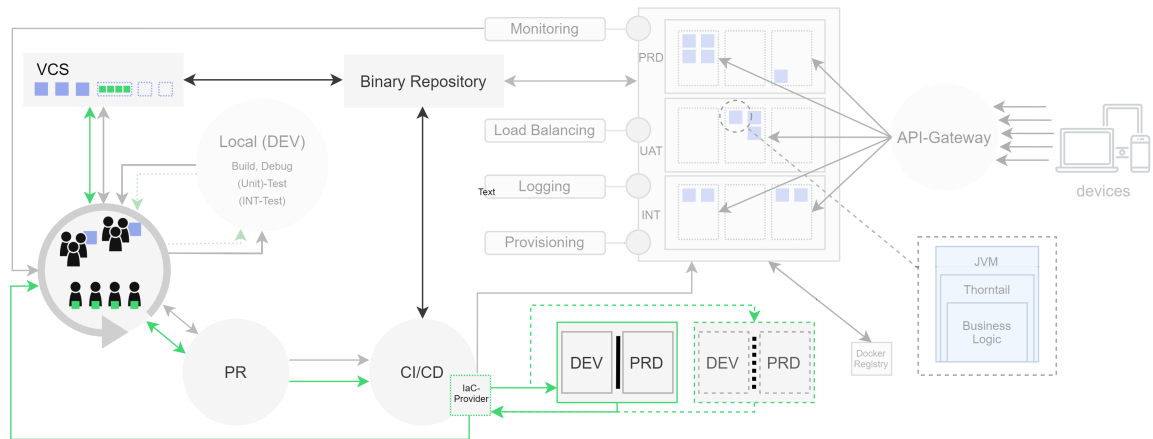 Monitoring
VCS
PRD
Binary Repository
Local (DEV)
Build, Debug
(Unit)-Test
(INT-Test)
Load Balancing
UAT
API-Gateway
Text
Logging
devices
INT
Provisioning
JVM
Thorntail
Business
Logic
PR
CI/CD
IaC-
Provider
DEV
PRD
DEV
PRD
Docker
Registry